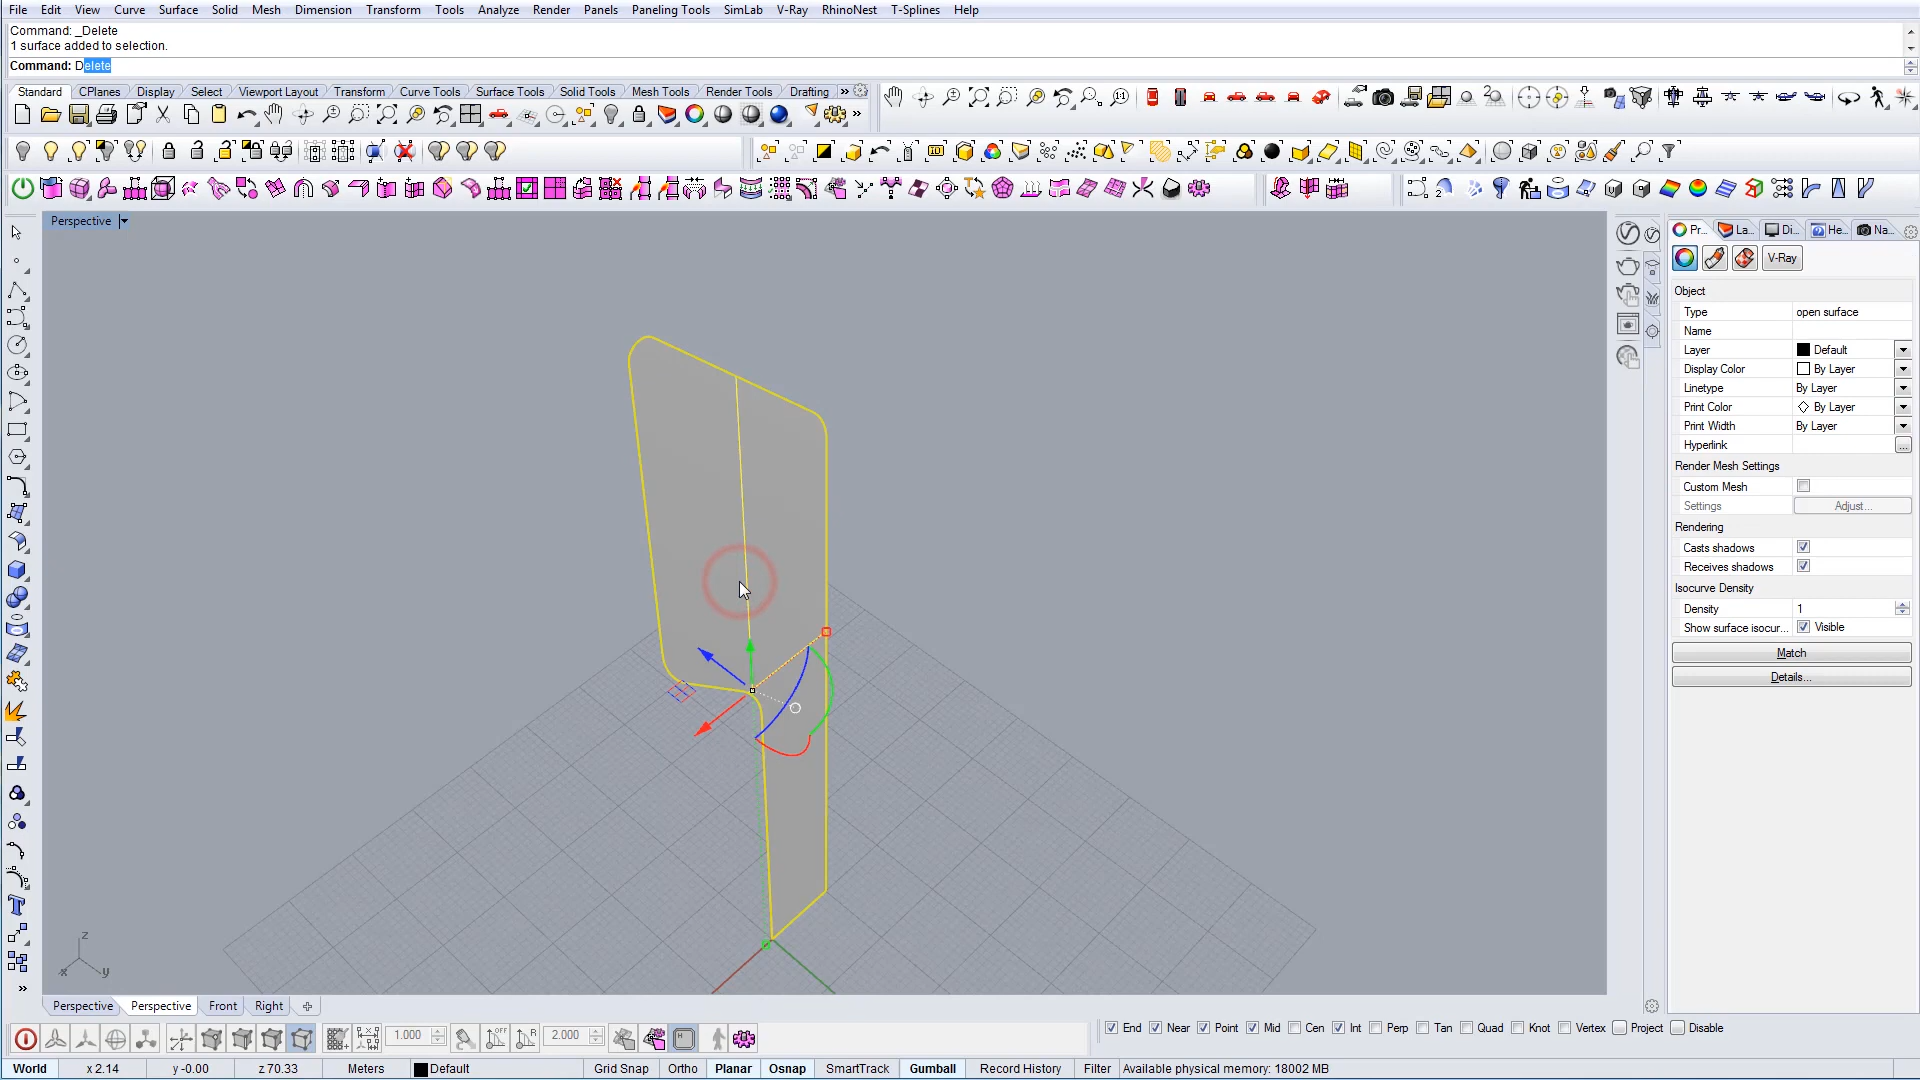 File Edit View Curve Surface Solid Mesh Dimension Transform Tools Analyze Render Panels Paneling Tools SimLab V-Ray RhinoNest T-Splines Help
Command: _Delete
1 surface added to selection.
Command: Delete
Standard CPlanes Display Select Viewport Layout Transform Curve Tools Surface Tools Solid Tools Mesh Tools Render Tools Drafting »
Perspective
Pr... La... Di... He... Na...
V-Ray
Object
Type open surface
Name
Layer Default
Display Color By Layer
Linetype By Layer
Print Color By Layer
Print Width By Layer
Hyperlink ...
Render Mesh Settings
Custom Mesh
Settings Adjust...
Rendering
Casts shadows
Receives shadows
Isocurve Density
Density 1
Show surface isocur... Visible
Match
Details...
z
x y
Perspective Perspective Front Right
1.000 2.000
End Near Point Mid Cen Int Perp Tan Quad Knot Vertex Project Disable
World x 2.14 y -0.00 z 70.33 Meters Default Grid Snap Ortho Planar Osnap SmartTrack Gumball Record History Filter Available physical memory: 18002 MB